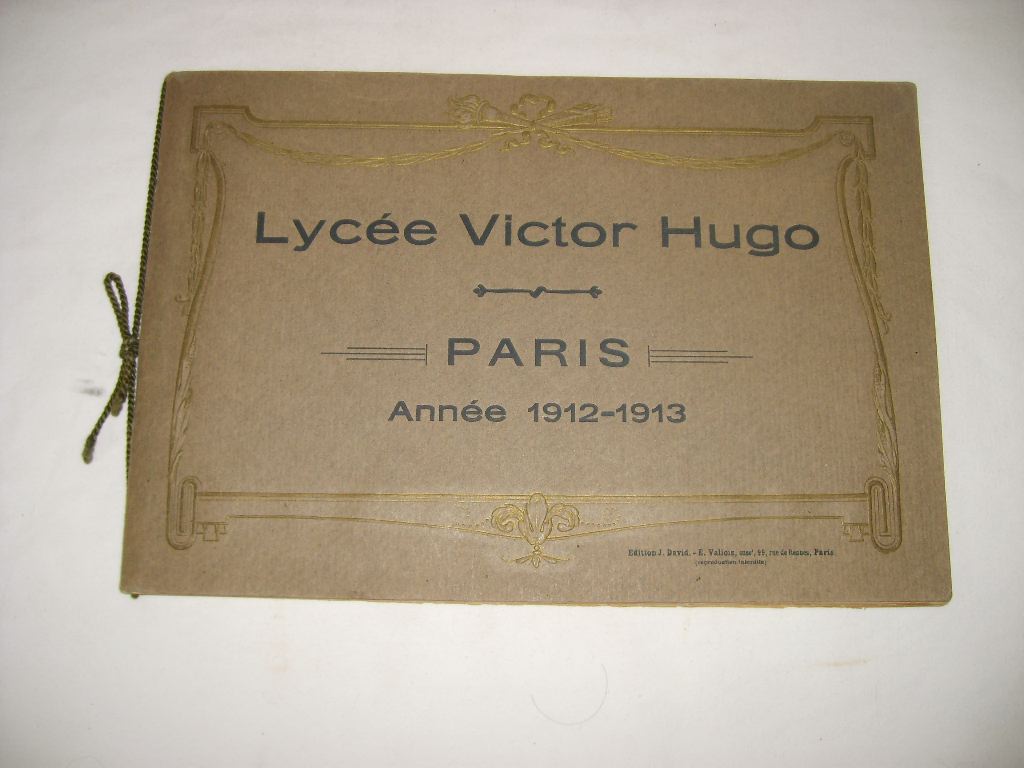 Lycée Victor Hugo
PARIS
Année 1912-1913
Edition J. David. - E. Vallois, succ', 99, rue de Rennes, Paris
(reproduction interdite)